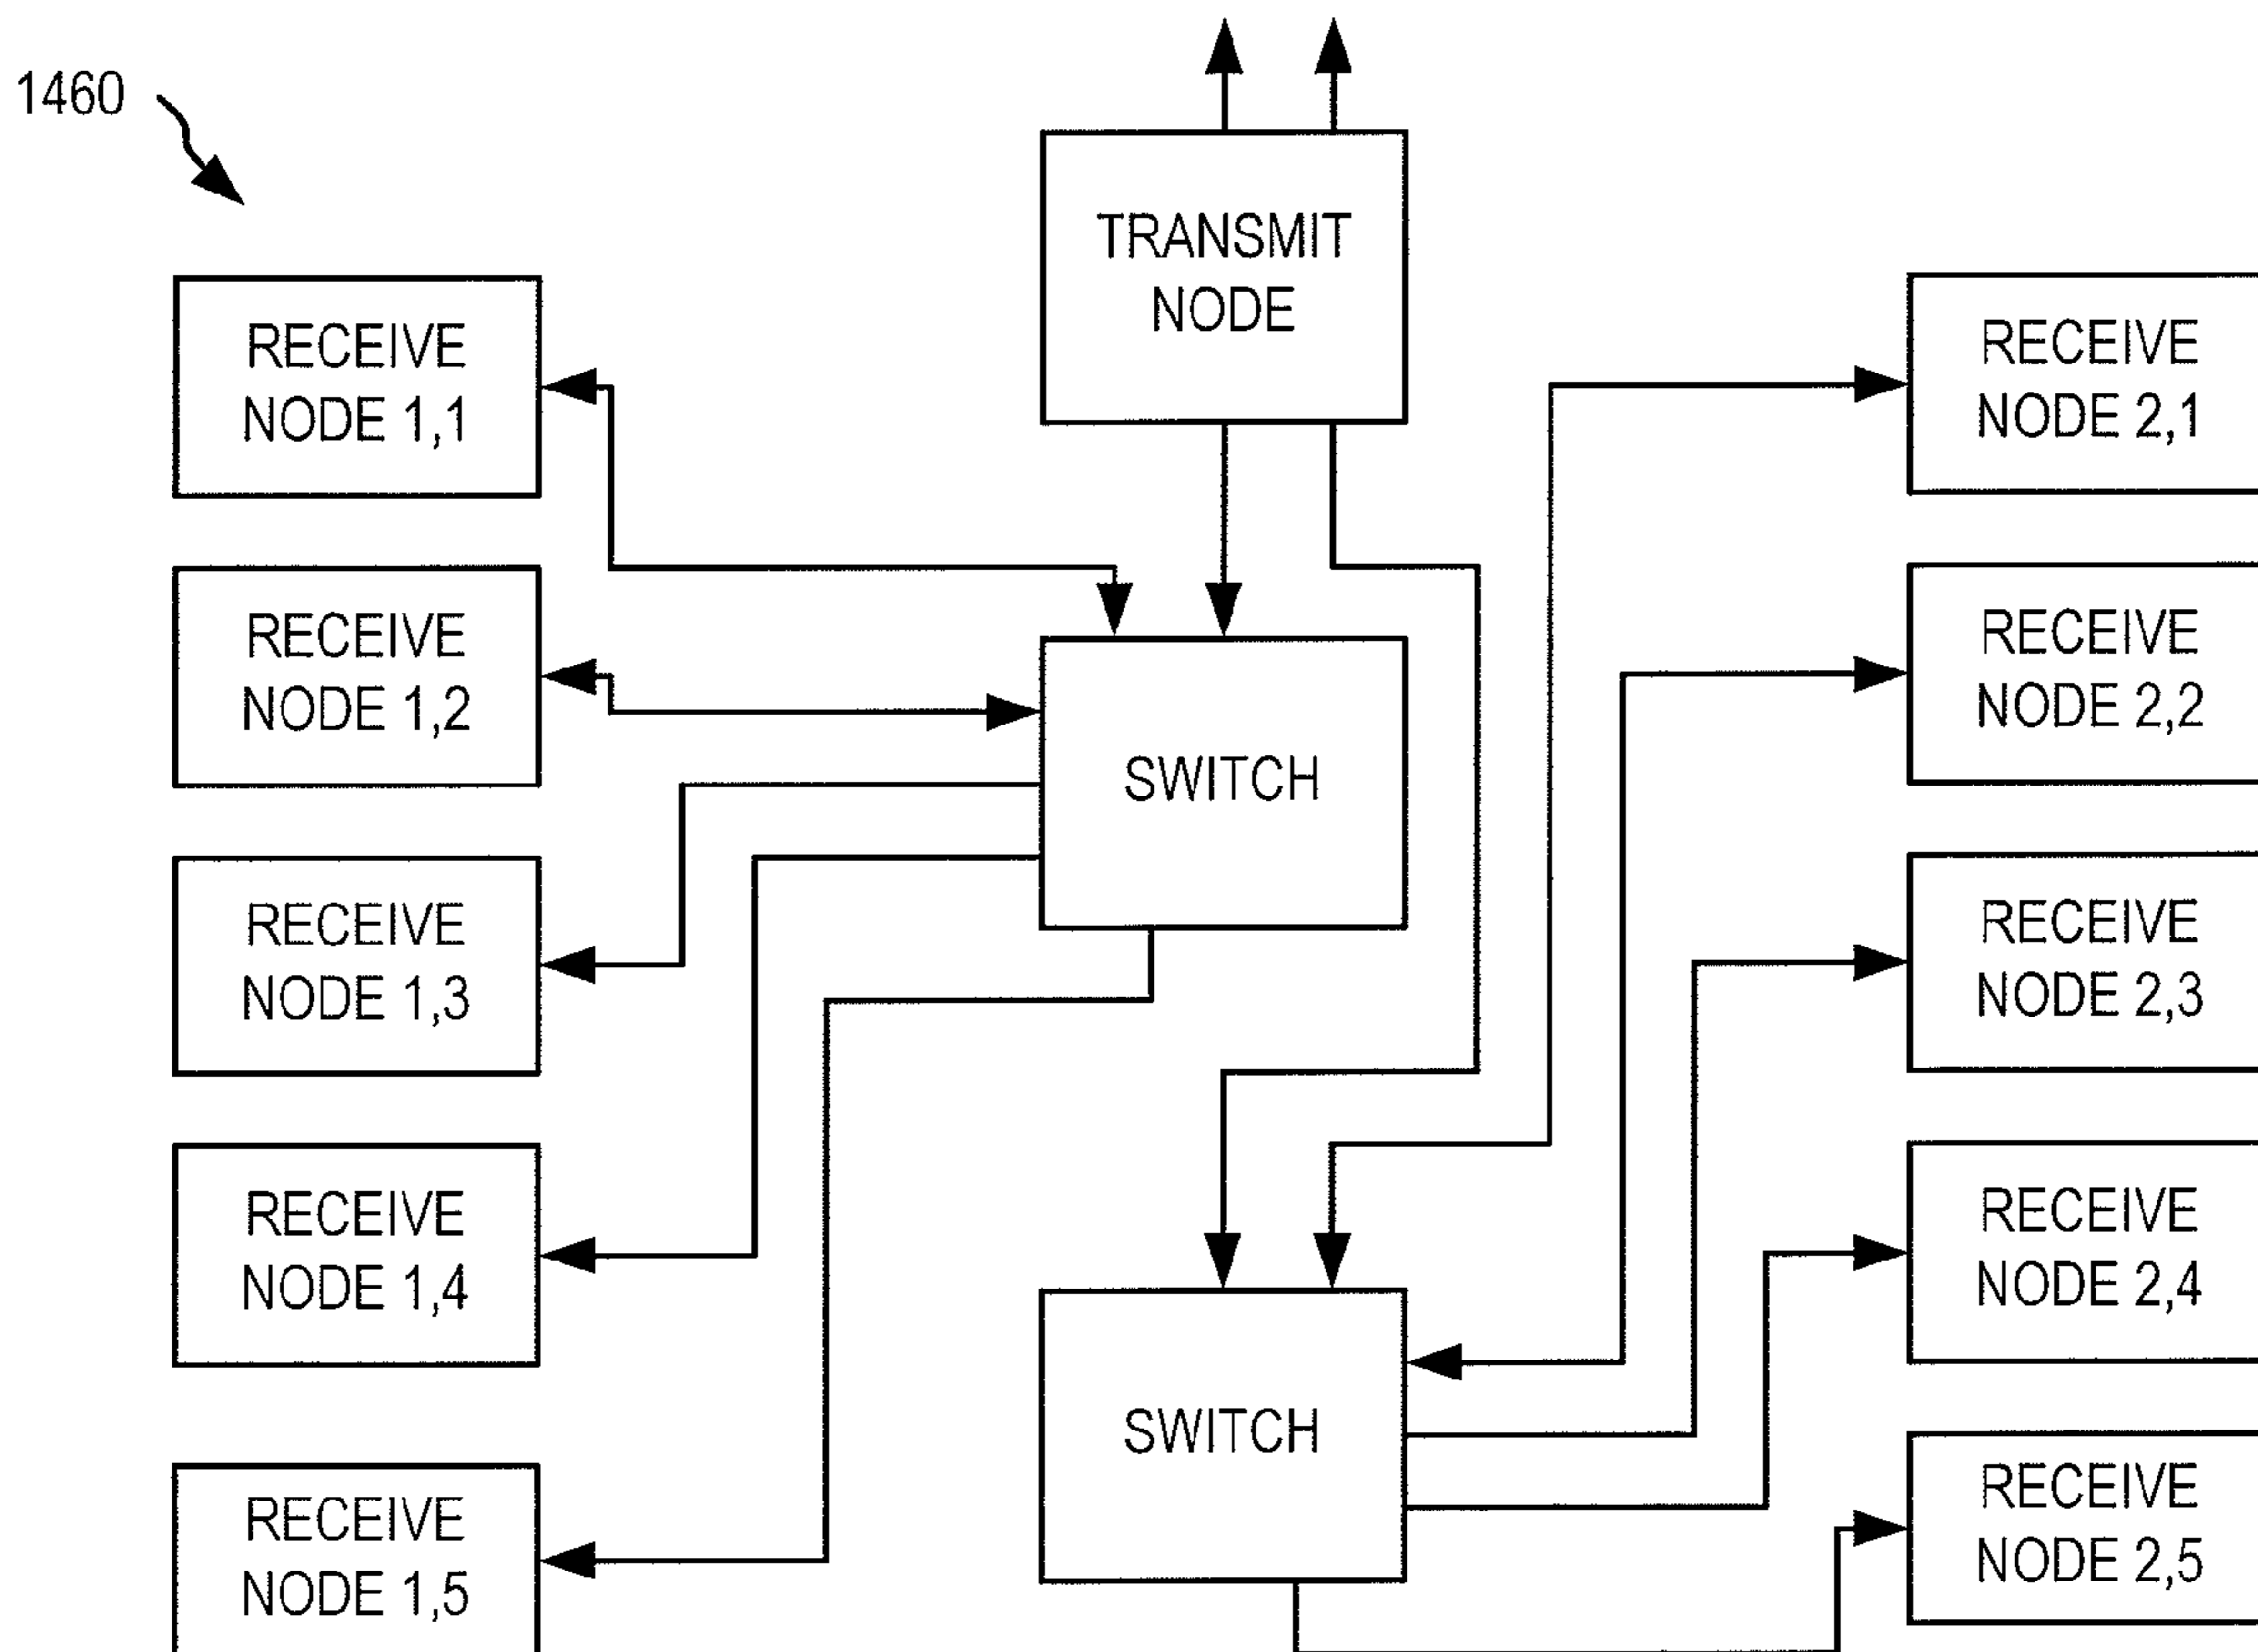 1460
TRANSMIT
NODE
RECEIVE
NODE 1,1
RECEIVE
NODE 2,1
RECEIVE
NODE 1,2
RECEIVE
NODE 2,2
SWITCH
RECEIVE
NODE 1,3
RECEIVE
NODE 2,3
RECEIVE
NODE 1,4
RECEIVE
NODE 2,4
SWITCH
RECEIVE
NODE 1,5
RECEIVE
NODE 2,5